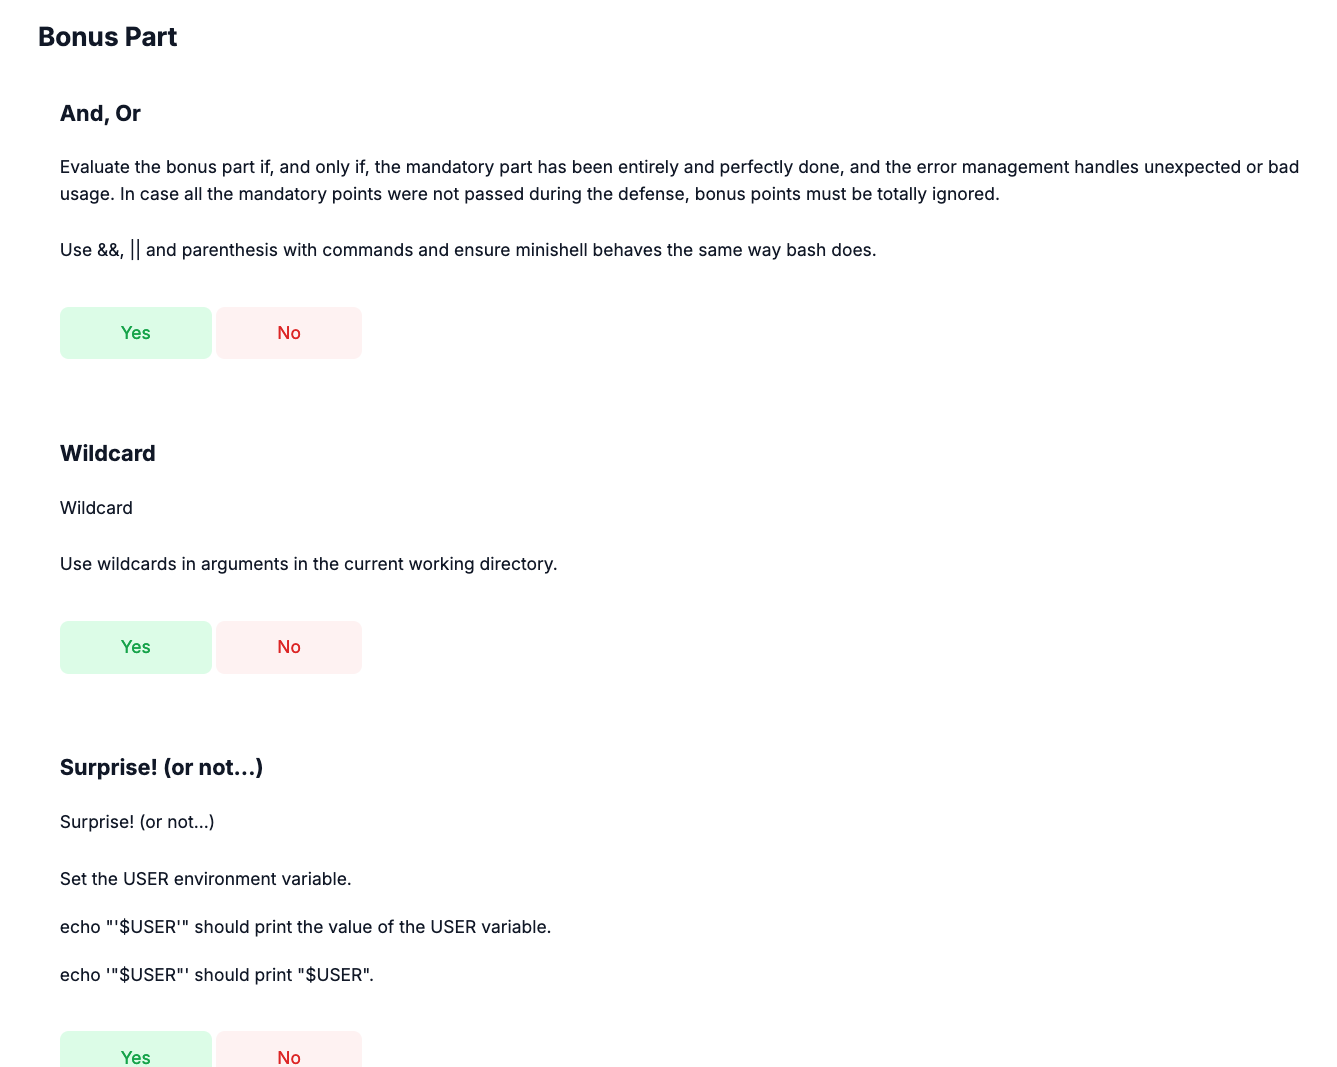 Bonus Part
And, Or
Evaluate the bonus part if, and only if, the mandatory part has been entirely and perfectly done, and the error management handles unexpected or bad
usage. In case all the mandatory points were not passed during the defense, bonus points must be totally ignored.
Use &&, || and parenthesis with commands and ensure minishell behaves the same way bash does.
Yes No
Wildcard
Wildcard
Use wildcards in arguments in the current working directory.
Yes No
Surprise! (or not...)
Surprise! (or not...)
Set the USER environment variable.
echo "'$USER'" should print the value of the USER variable.
echo '"$USER"' should print "$USER".
Yes No